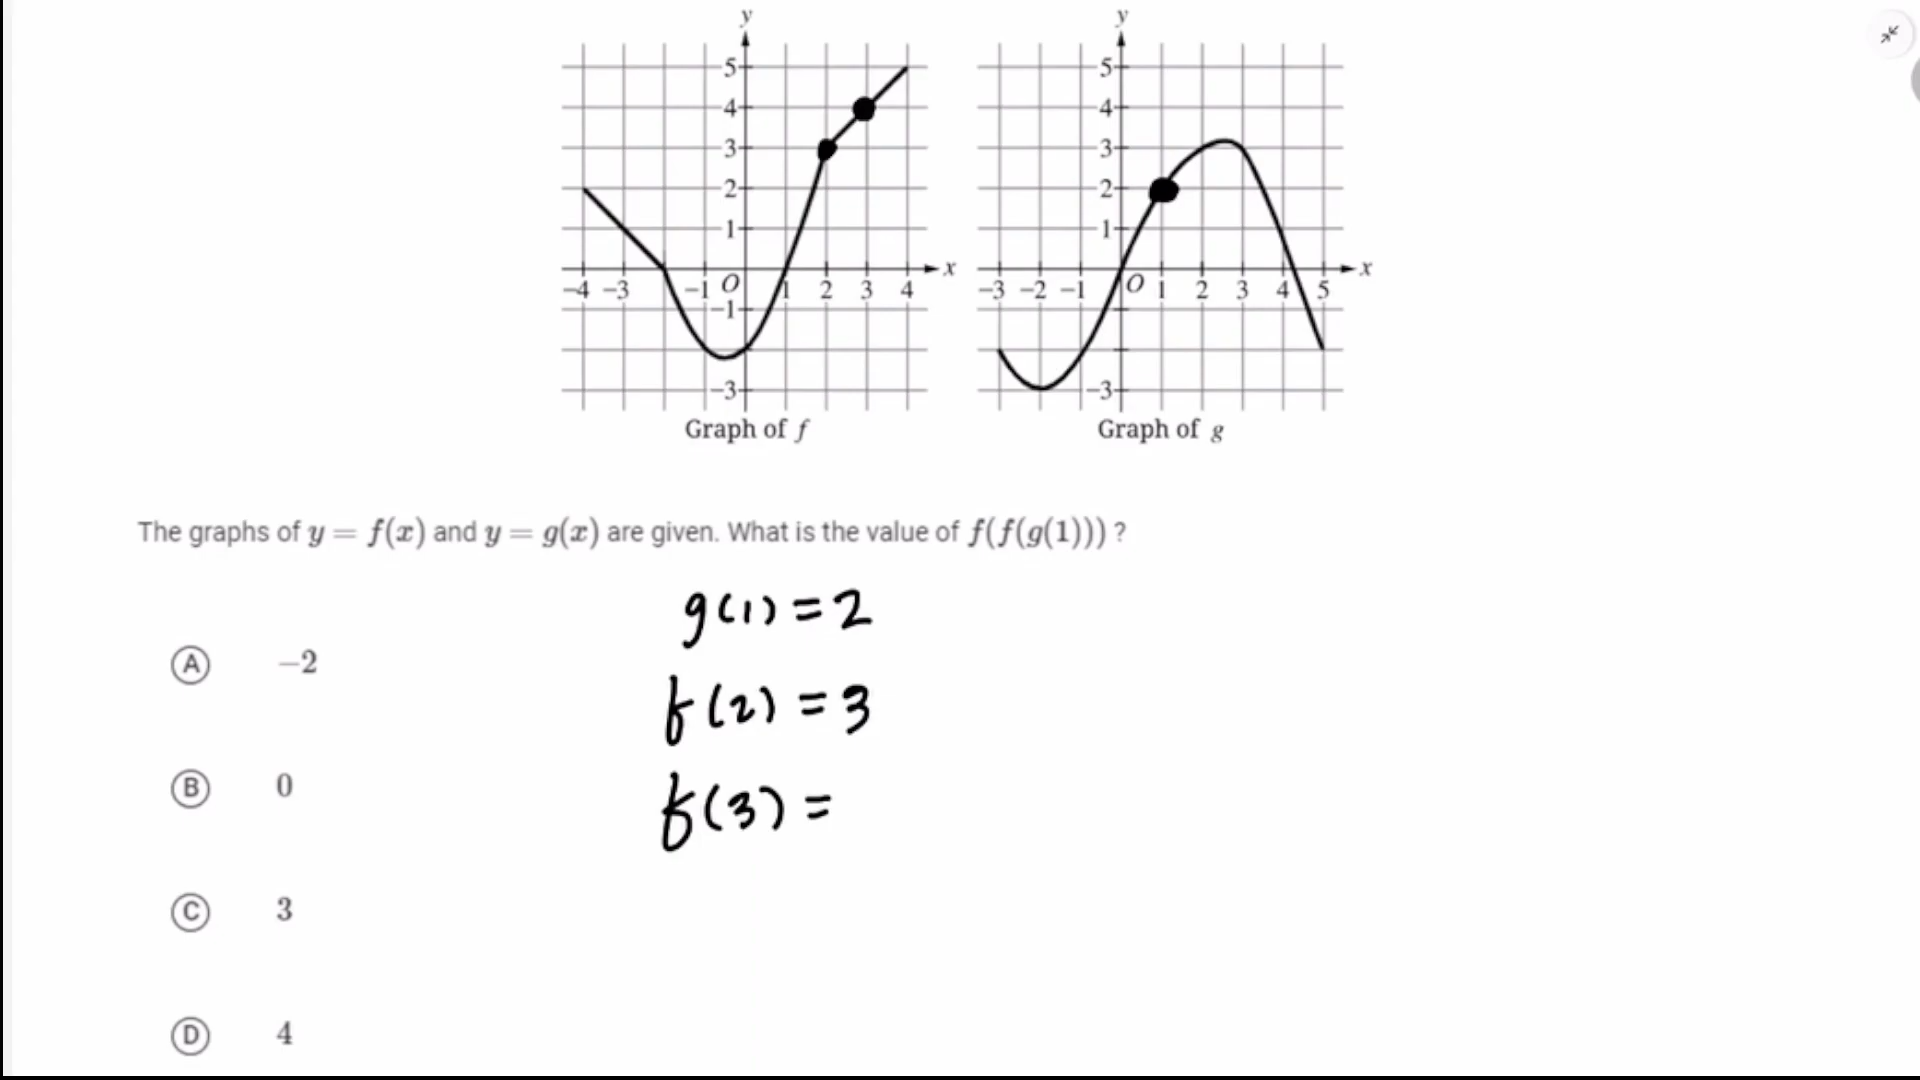 y
5
4
3
2
1
-4 -3 -1 O 1 2 3 4 x
-1
-3
Graph of f
y
5
4
3
2
1
-3 -2 -1 O 1 2 3 4 5 x
-3
Graph of g
The graphs of y = f(x) and y = g(x) are given. What is the value of f(f(g(1))) ?
g(1) = 2
A -2
f(2) = 3
B 0
f(3) =
C 3
D 4